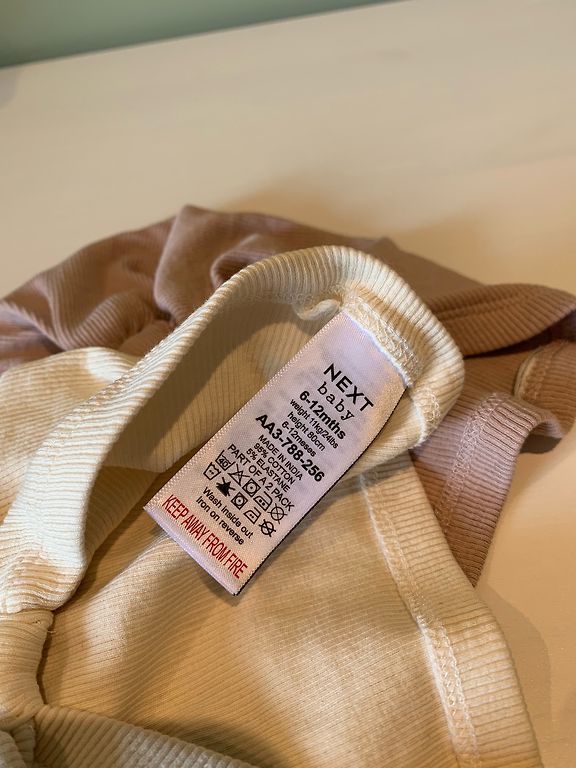 NEXT
baby
6-12mths
weight 11kg/24lbs
height 80cm
6-12meses
AA3-788-256
MADE IN INDIA
95% COTTON
5% ELASTANE
PART OF A 2 PACK
Wash inside out
iron on reverse
KEEP AWAY FROM FIRE